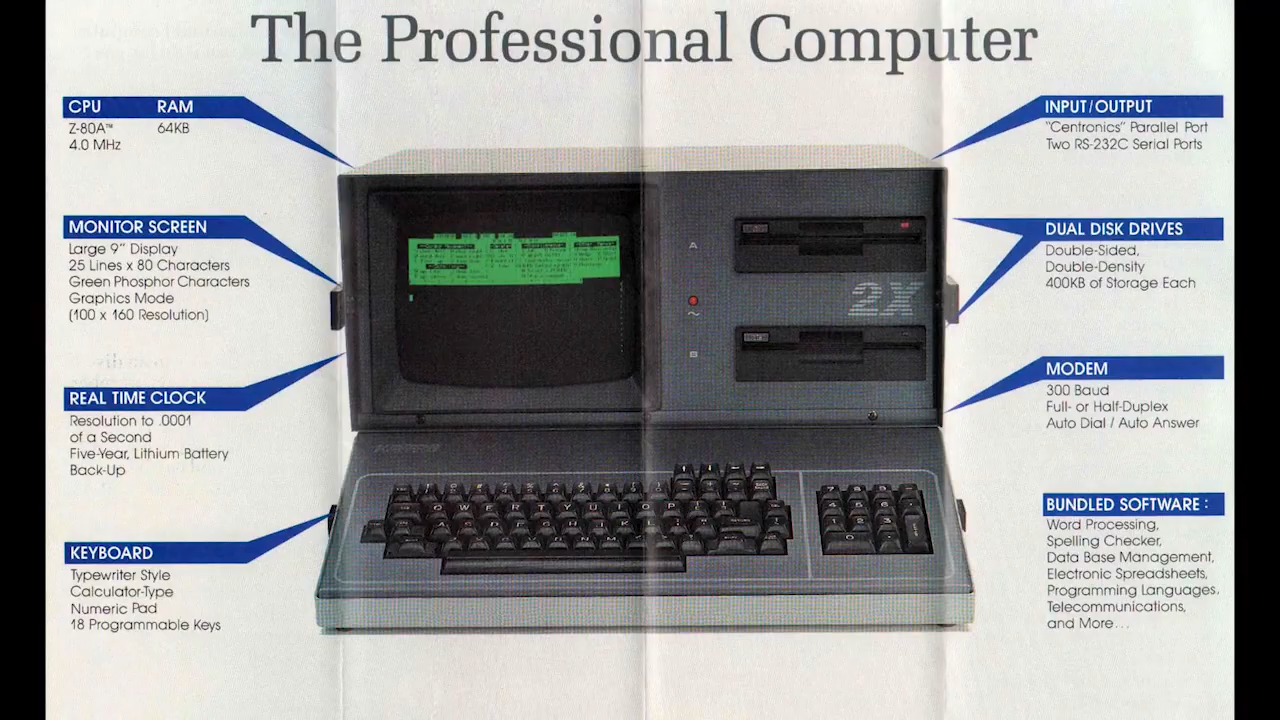 The Professional Computer
CPU RAM
Z-80A™ 64KB
4.0 MHz
MONITOR SCREEN
Large 9" Display
25 Lines x 80 Characters
Green Phosphor Characters
Graphics Mode
(100 x 160 Resolution)
REAL TIME CLOCK
Resolution to .0001
of a Second
Five-Year, Lithium Battery
Back-Up
KEYBOARD
Typewriter Style
Calculator-Type
Numeric Pad
18 Programmable Keys
A
2X
B
INPUT/OUTPUT
"Centronics" Parallel Port
Two RS-232C Serial Ports
DUAL DISK DRIVES
Double-Sided,
Double-Density
400KB of Storage Each
MODEM
300 Baud
Full- or Half-Duplex
Auto Dial / Auto Answer
BUNDLED SOFTWARE:
Word Processing,
Spelling Checker,
Data Base Management,
Electronic Spreadsheets,
Programming Languages,
Telecommunications,
and More...